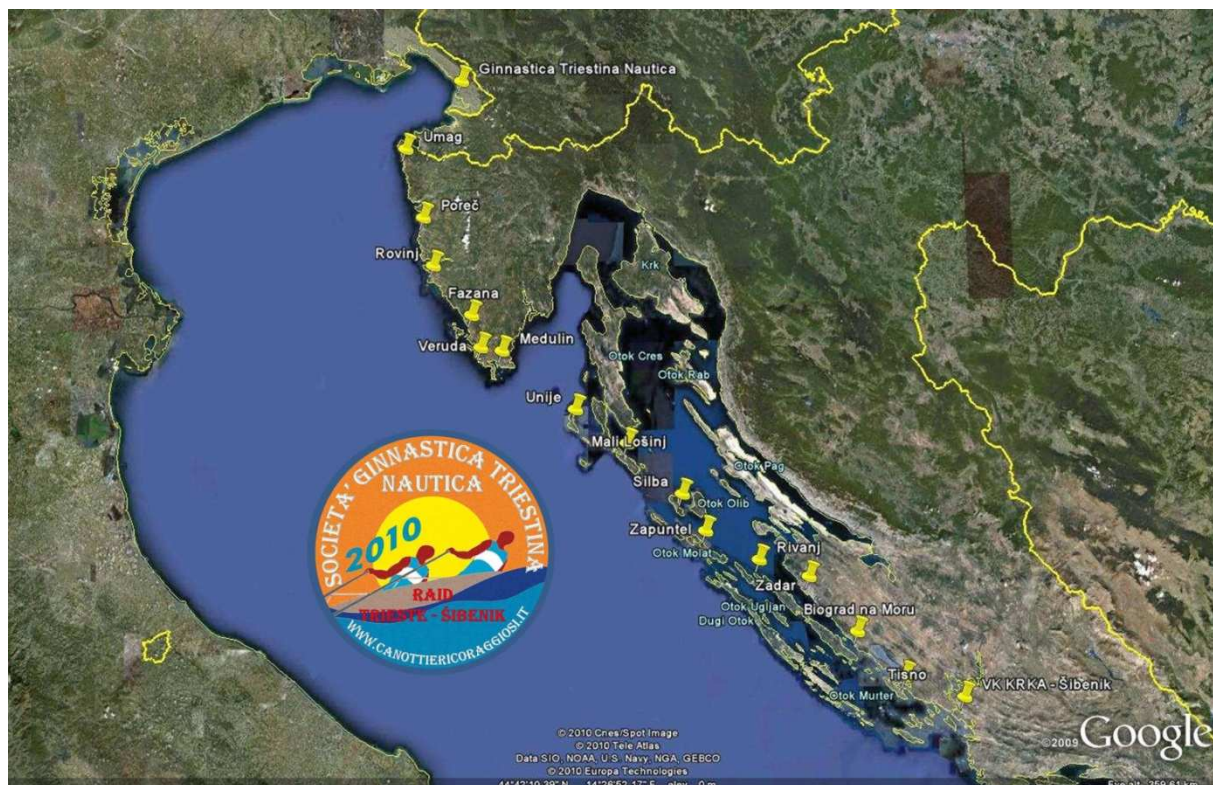 Ginnastica Triestina Nautica
Umag
Poreč
Rovinj
Krk
Fazana
Veruda
Medulin
Otok Cres
Otok Rab
Unije
Mali Lošinj
Otok Pag
Silba
Otok Olib
Zapuntel
Otok Molat
Rivanj
Zadar
Otok Ugljan
Dugi Otok
Biograd na Moru
Tisno
Otok Murter
VK KRKA - Šibenik
SOCIETA' GINNASTICA TRIESTINA
NAUTICA
2010
RAID
TRIESTE - ŠIBENIK
WWW.CANOTTIERICORAGGIOSI.IT
© 2010 Cnes/Spot Image
© 2010 Tele Atlas
Data SIO, NOAA, U.S. Navy, NGA, GEBCO
© 2010 Europa Technologies
©2009 Google